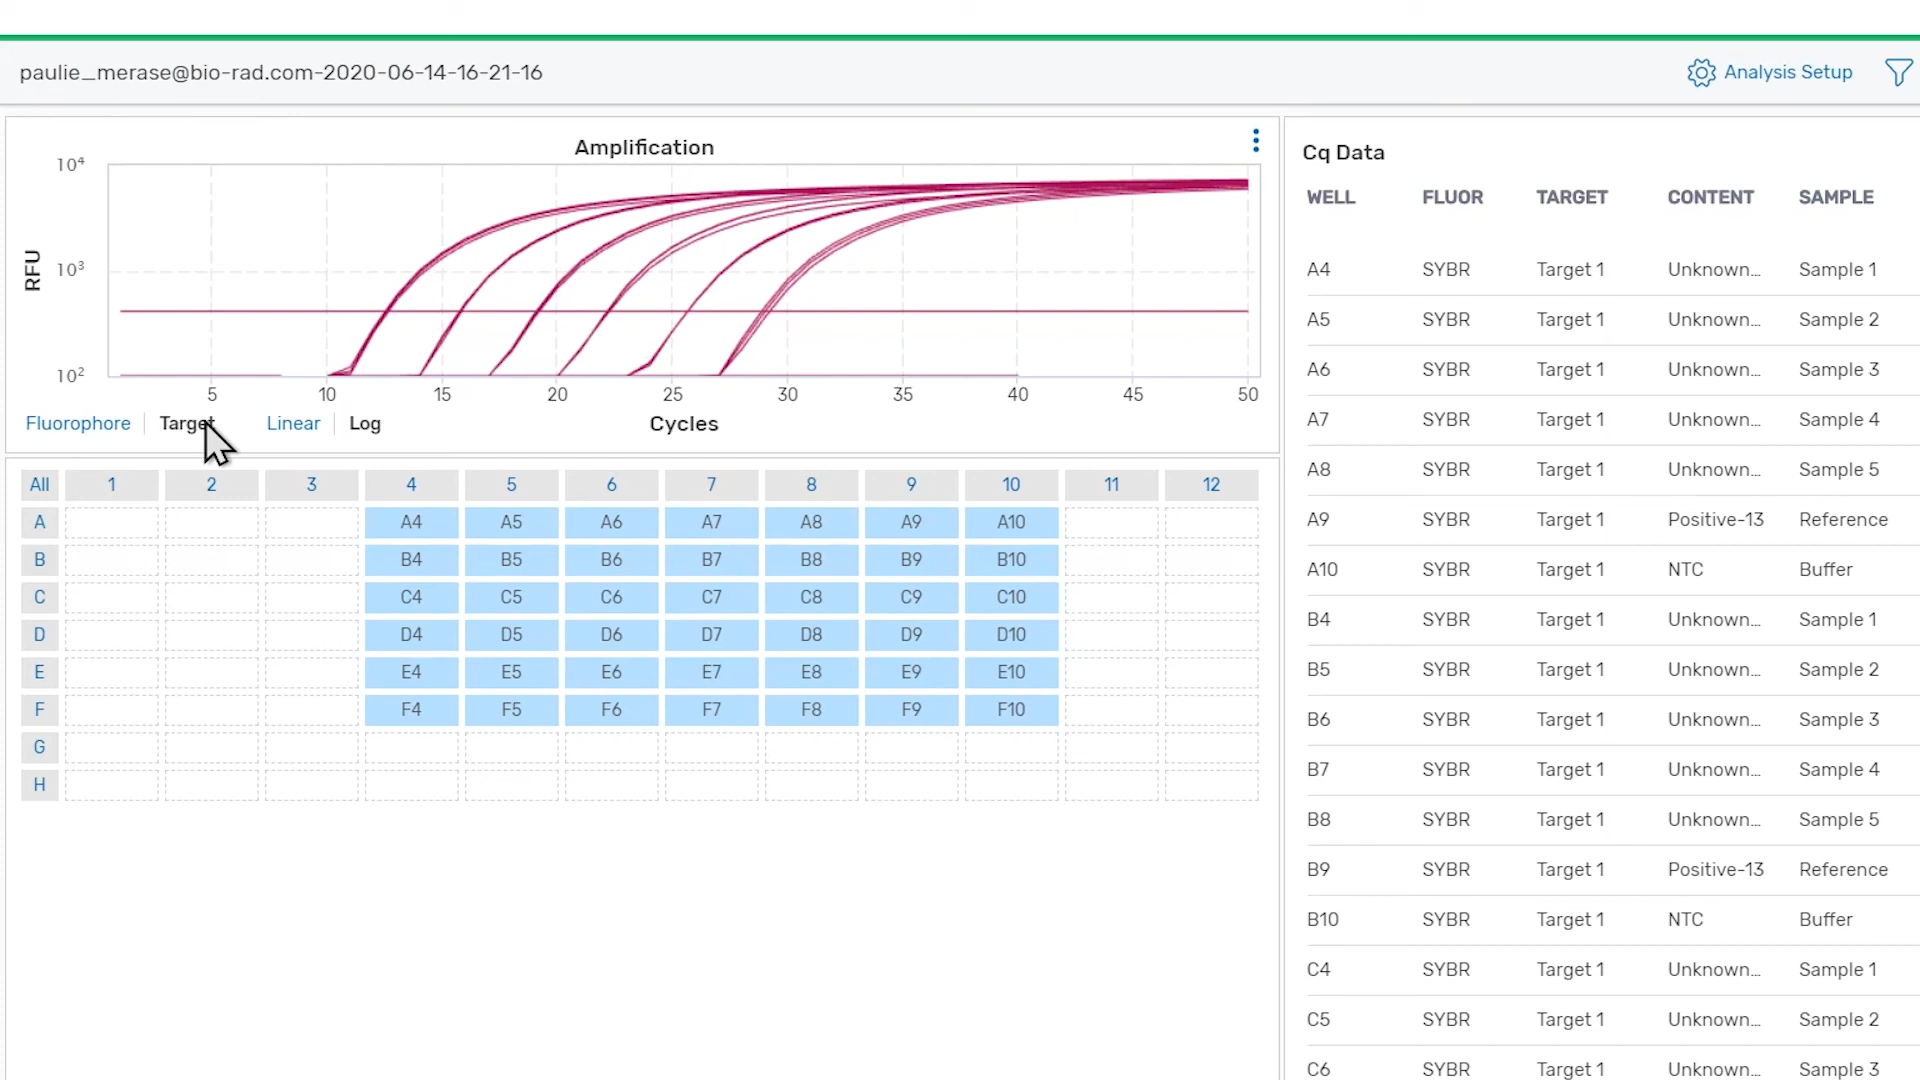 paulie_merase@bio-rad.com-2020-06-14-16-21-16
Analysis Setup
Amplification
10⁴
10³
10²
RFU
5 10 15 20 25 30 35 40 45 50
Fluorophore Target Linear Log Cycles
All 1 2 3 4 5 6 7 8 9 10 11 12
A A4 A5 A6 A7 A8 A9 A10
B B4 B5 B6 B7 B8 B9 B10
C C4 C5 C6 C7 C8 C9 C10
D D4 D5 D6 D7 D8 D9 D10
E E4 E5 E6 E7 E8 E9 E10
F F4 F5 F6 F7 F8 F9 F10
G
H
Cq Data
WELL FLUOR TARGET CONTENT SAMPLE
A4 SYBR Target 1 Unknown... Sample 1
A5 SYBR Target 1 Unknown... Sample 2
A6 SYBR Target 1 Unknown... Sample 3
A7 SYBR Target 1 Unknown... Sample 4
A8 SYBR Target 1 Unknown... Sample 5
A9 SYBR Target 1 Positive-13 Reference
A10 SYBR Target 1 NTC Buffer
B4 SYBR Target 1 Unknown... Sample 1
B5 SYBR Target 1 Unknown... Sample 2
B6 SYBR Target 1 Unknown... Sample 3
B7 SYBR Target 1 Unknown... Sample 4
B8 SYBR Target 1 Unknown... Sample 5
B9 SYBR Target 1 Positive-13 Reference
B10 SYBR Target 1 NTC Buffer
C4 SYBR Target 1 Unknown... Sample 1
C5 SYBR Target 1 Unknown... Sample 2
C6 SYBR Target 1 Unknown... Sample 3